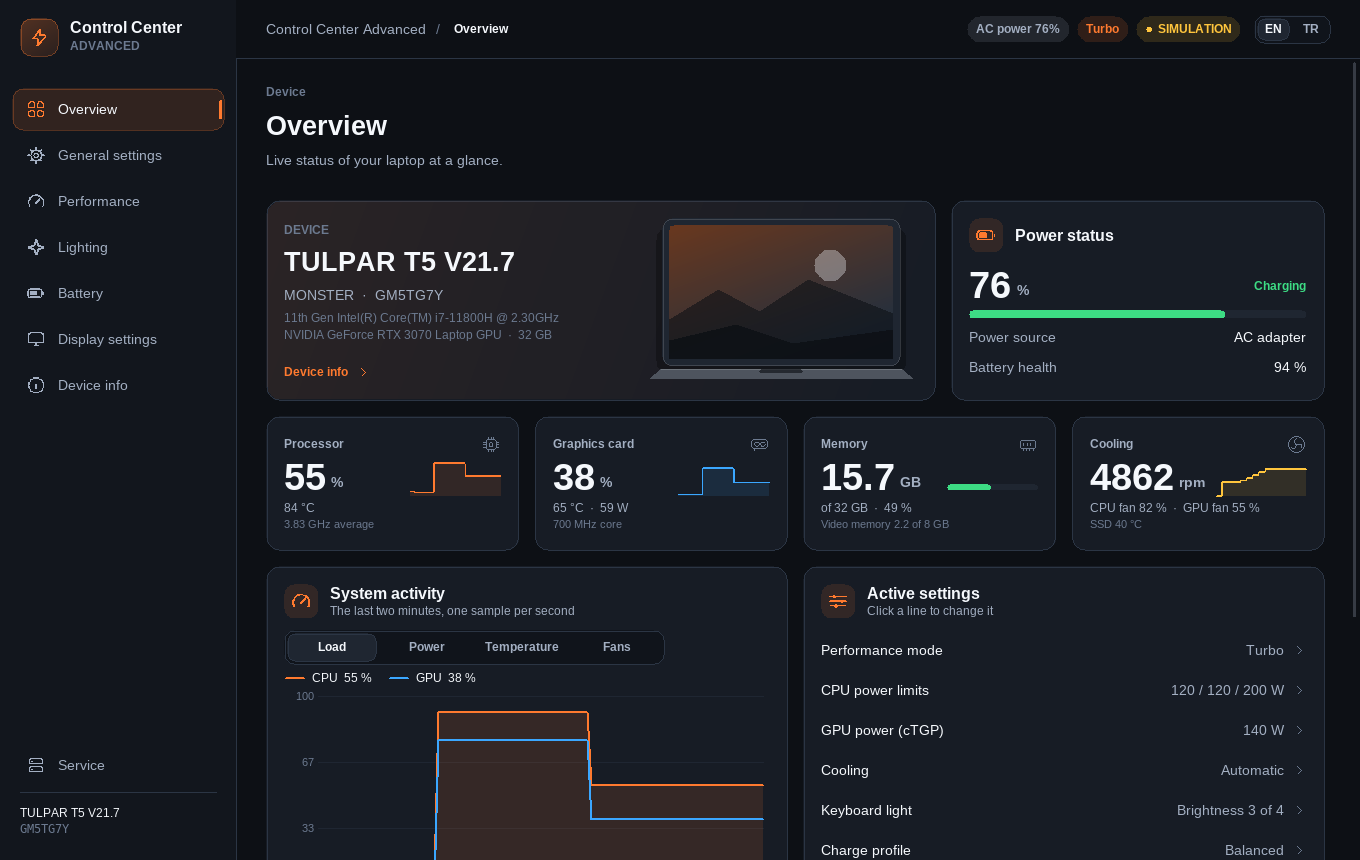 Control Center
ADVANCED
Overview
General settings
Performance
Lighting
Battery
Display settings
Device info
Service
TULPAR T5 V21.7
GM5TG7Y
Control Center Advanced / Overview
AC power 76%
Turbo
SIMULATION
EN
TR
Device
Overview
Live status of your laptop at a glance.
DEVICE
TULPAR T5 V21.7
MONSTER · GM5TG7Y
11th Gen Intel(R) Core(TM) i7-11800H @ 2.30GHz
NVIDIA GeForce RTX 3070 Laptop GPU · 32 GB
Device info
Power status
76 %
Charging
Power source AC adapter
Battery health 94 %
Processor
55 %
84 °C
3.83 GHz average
Graphics card
38 %
65 °C · 59 W
700 MHz core
Memory
15.7 GB
of 32 GB · 49 %
Video memory 2.2 of 8 GB
Cooling
4862 rpm
CPU fan 82 % · GPU fan 55 %
SSD 40 °C
System activity
The last two minutes, one sample per second
Load
Power
Temperature
Fans
CPU 55 %
GPU 38 %
100
67
33
Active settings
Click a line to change it
Performance mode Turbo
CPU power limits 120 / 120 / 200 W
GPU power (cTGP) 140 W
Cooling Automatic
Keyboard light Brightness 3 of 4
Charge profile Balanced